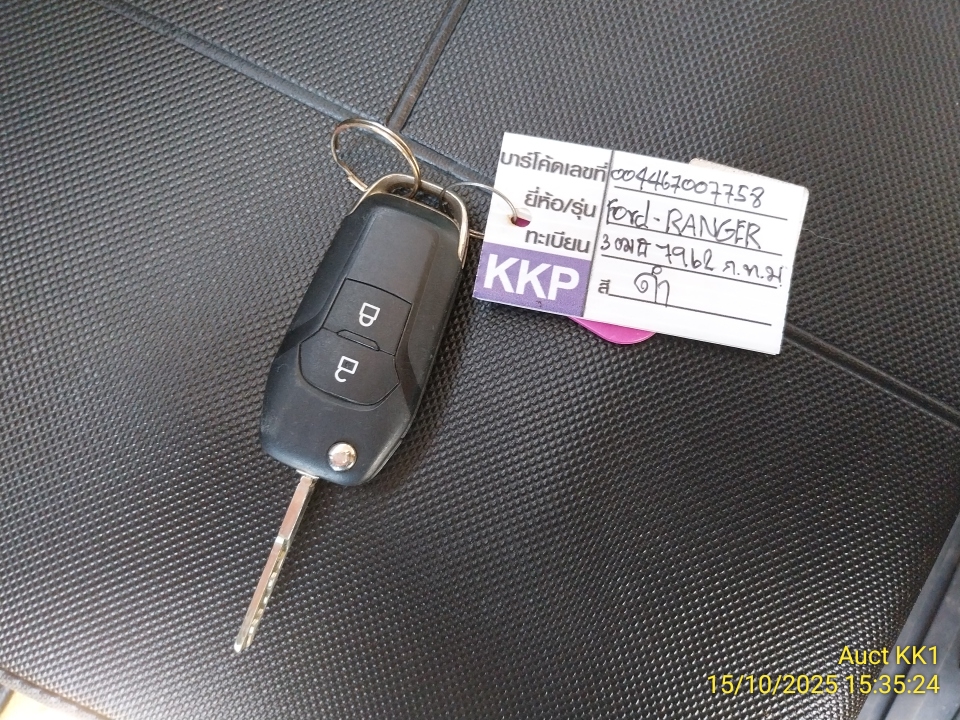 บาร์โค้ดเลขที่ 004467007758
ยี่ห้อ/รุ่น Ford-RANGER
ทะเบียน 3ฒฮ 7962 ก.ท.ม
KKP สี ดำ
Auct KK1
15/10/2025 15:35:24